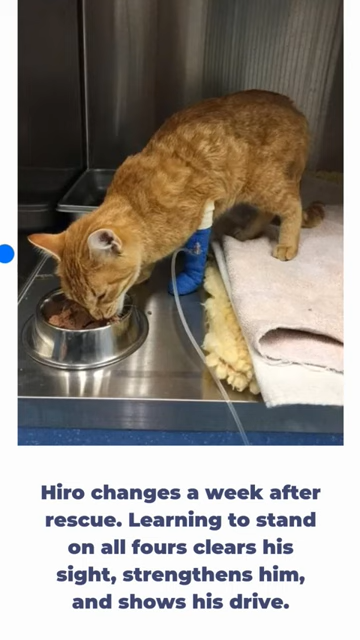 Hiro changes a week after
rescue. Learning to stand
on all fours clears his
sight, strengthens him,
and shows his drive.